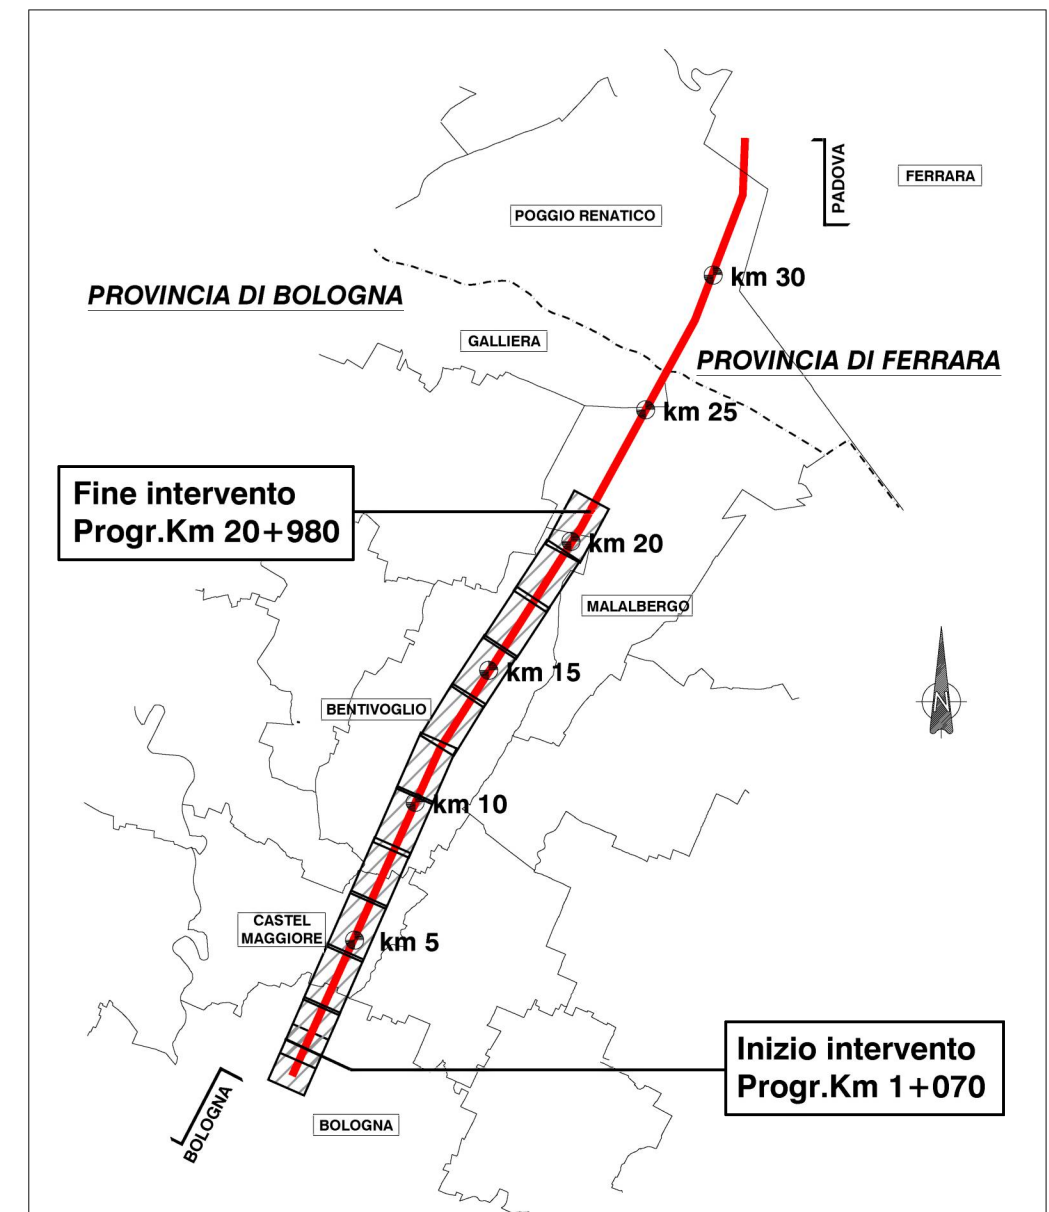 PADOVA
FERRARA
POGGIO RENATICO
km 30
PROVINCIA DI BOLOGNA
GALLIERA
PROVINCIA DI FERRARA
km 25
Fine intervento
Progr.Km 20+980
km 20
MALALBERGO
km 15
BENTIVOGLIO
N
km 10
CASTEL
MAGGIORE
km 5
Inizio intervento
Progr.Km 1+070
BOLOGNA
BOLOGNA